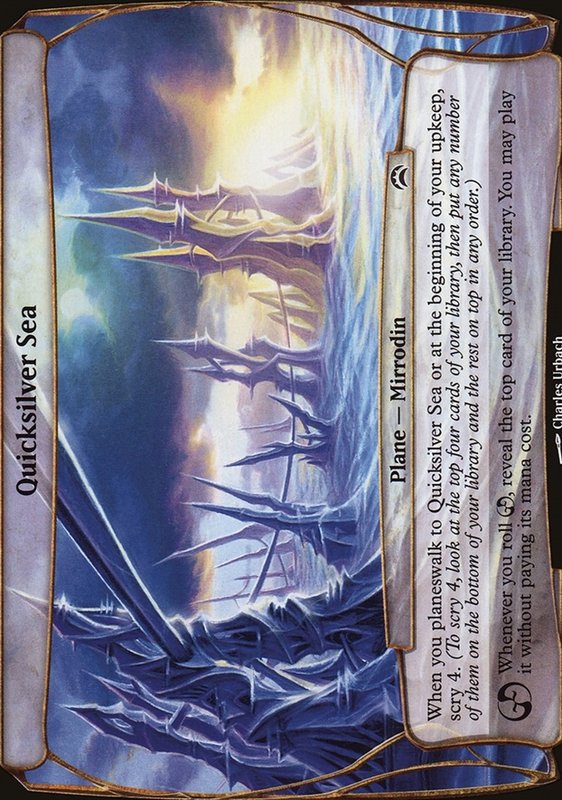 Quicksilver Sea
Plane — Mirrodin
When you planeswalk to Quicksilver Sea or at the beginning of your upkeep,
scry 4. (To scry 4, look at the top four cards of your library, then put any number
of them on the bottom of your library and the rest on top in any order.)
Whenever you roll , reveal the top card of your library. You may play
it without paying its mana cost.
Charles Urbach